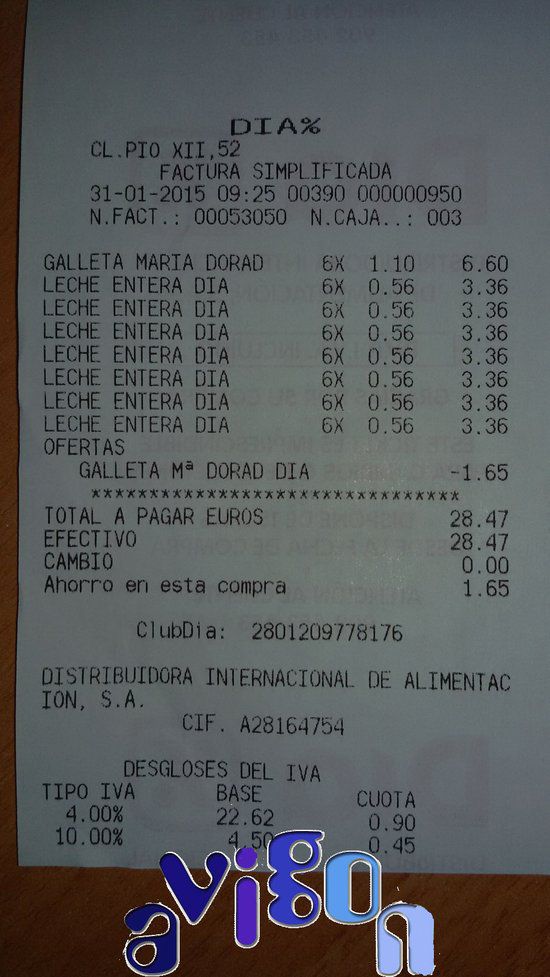 DIA%
CL.PIO XII,52
FACTURA SIMPLIFICADA
31-01-2015 09:25 00390 000000950
N.FACT.: 00053050 N.CAJA..: 003
GALLETA MARIA DORAD 6X 1.10 6.60
LECHE ENTERA DIA 6X 0.56 3.36
LECHE ENTERA DIA 6X 0.56 3.36
LECHE ENTERA DIA 6X 0.56 3.36
LECHE ENTERA DIA 6X 0.56 3.36
LECHE ENTERA DIA 6X 0.56 3.36
LECHE ENTERA DIA 6X 0.56 3.36
LECHE ENTERA DIA 6X 0.56 3.36
OFERTAS
GALLETA Mª DORAD DIA -1.65
********************************
TOTAL A PAGAR EUROS 28.47
EFECTIVO 28.47
CAMBIO 0.00
Ahorro en esta compra 1.65
ClubDia: 2801209778176
DISTRIBUIDORA INTERNACIONAL DE ALIMENTAC
ION, S.A.
CIF. A28164754
DESGLOSES DEL IVA
TIPO IVA BASE CUOTA
4.00% 22.62 0.90
10.00% 4.50 0.45
avigon